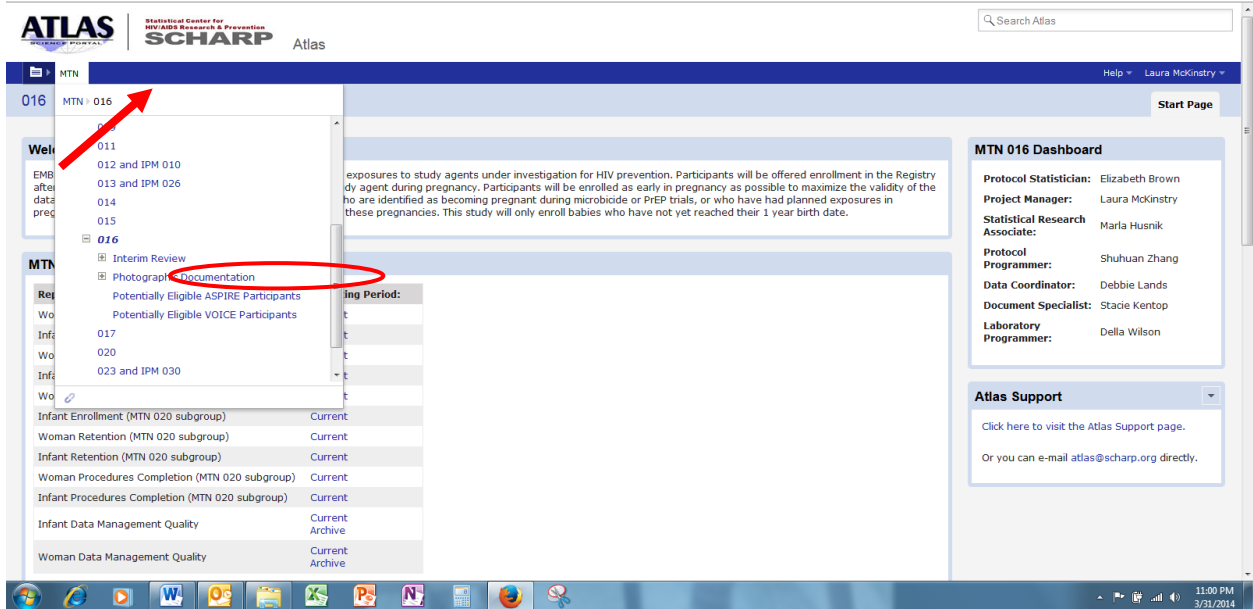 ATLAS
SCIENCE PORTAL
Statistical Center for
HIV/AIDS Research & Prevention
SCHARP
Atlas
Search Atlas
MTN
Help
Laura McKinstry
016
MTN 016
Start Page
011
012 and IPM 010
013 and IPM 026
014
015
016
Interim Review
Photographic Documentation
Potentially Eligible ASPIRE Participants
Potentially Eligible VOICE Participants
017
020
023 and IPM 030
exposures to study agents under investigation for HIV prevention. Participants will be offered enrollment in the Registry
agent during pregnancy. Participants will be enrolled as early in pregnancy as possible to maximize the validity of the
who are identified as becoming pregnant during microbicide or PrEP trials, or who have had planned exposures in
these pregnancies. This study will only enroll babies who have not yet reached their 1 year birth date.
MTN
Period:
Infant Enrollment (MTN 020 subgroup) Current
Woman Retention (MTN 020 subgroup) Current
Infant Retention (MTN 020 subgroup) Current
Woman Procedures Completion (MTN 020 subgroup) Current
Infant Procedures Completion (MTN 020 subgroup) Current
Infant Data Management Quality Current
Archive
Woman Data Management Quality Current
Archive
MTN 016 Dashboard
Protocol Statistician: Elizabeth Brown
Project Manager: Laura McKinstry
Statistical Research
Associate: Marla Husnik
Protocol
Programmer: Shuhuan Zhang
Data Coordinator: Debbie Lands
Document Specialist: Stacie Kentop
Laboratory
Programmer: Della Wilson
Atlas Support
Click here to visit the Atlas Support page.
Or you can e-mail atlas@scharp.org directly.
11:00 PM
3/31/2014